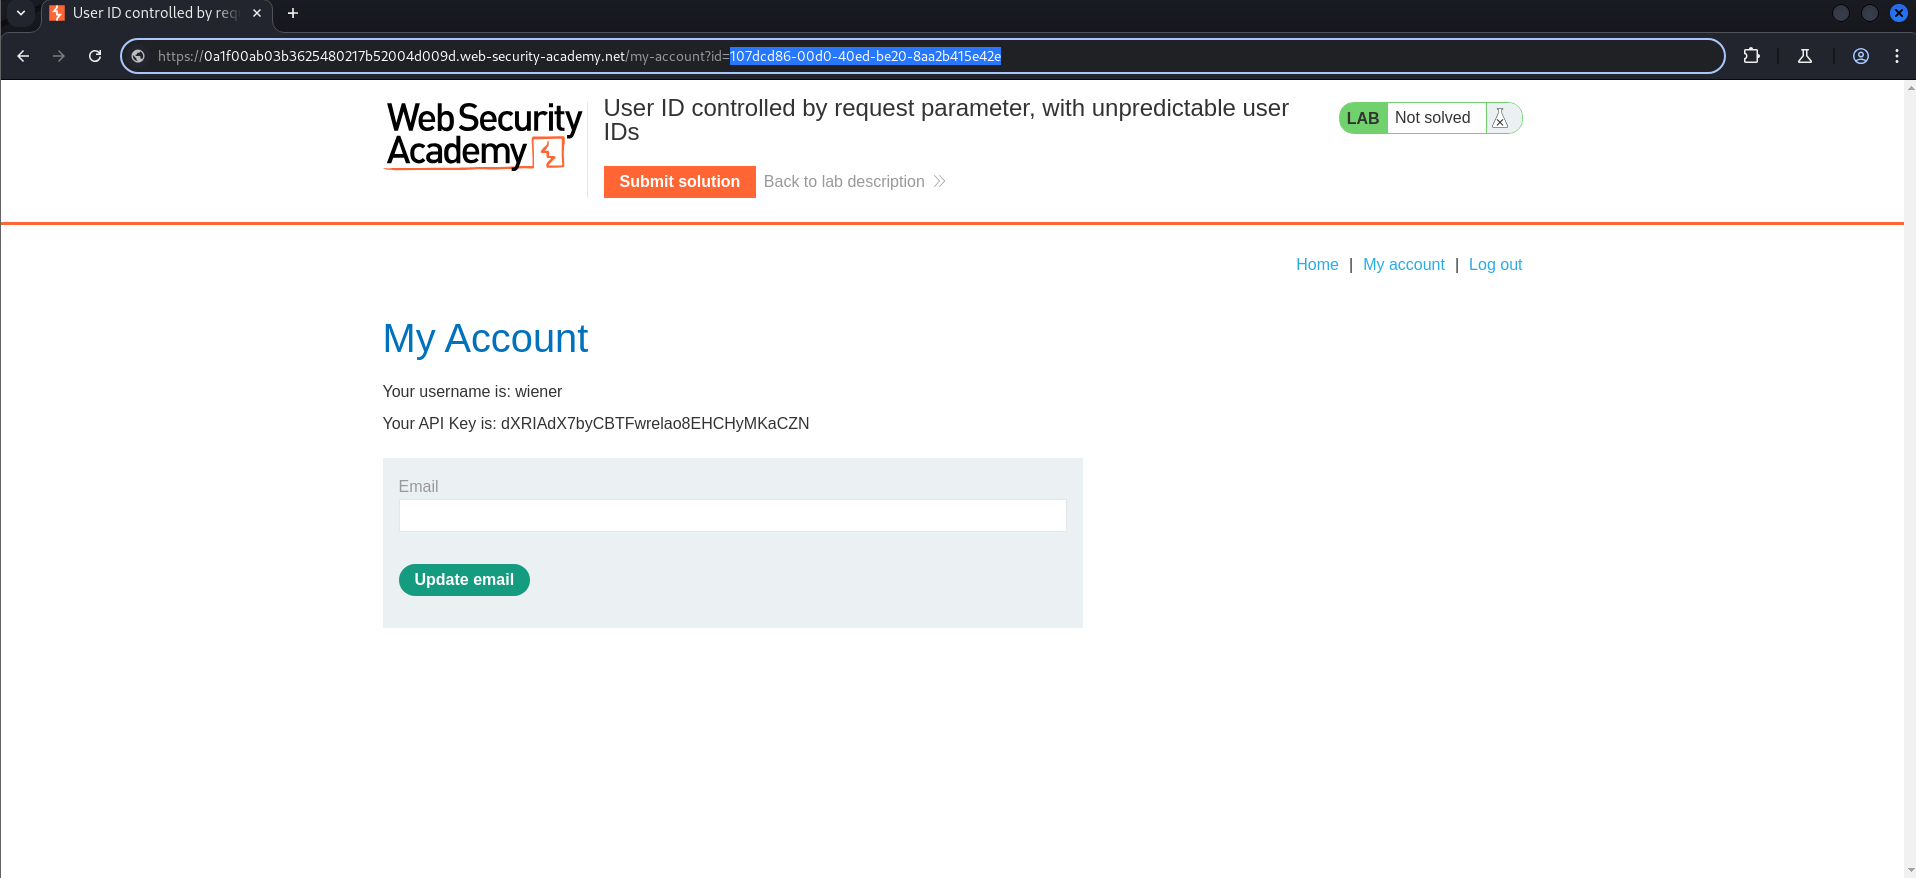 User ID controlled by req
https://0a1f00ab03b3625480217b52004d009d.web-security-academy.net/my-account?id=107dcd86-00d0-40ed-be20-8aa2b415e42e
Web Security
Academy
User ID controlled by request parameter, with unpredictable user
IDs
LAB Not solved
Submit solution Back to lab description
Home | My account | Log out
My Account
Your username is: wiener
Your API Key is: dXRIAdX7byCBTFwrelao8EHCHyMKaCZN
Email
Update email